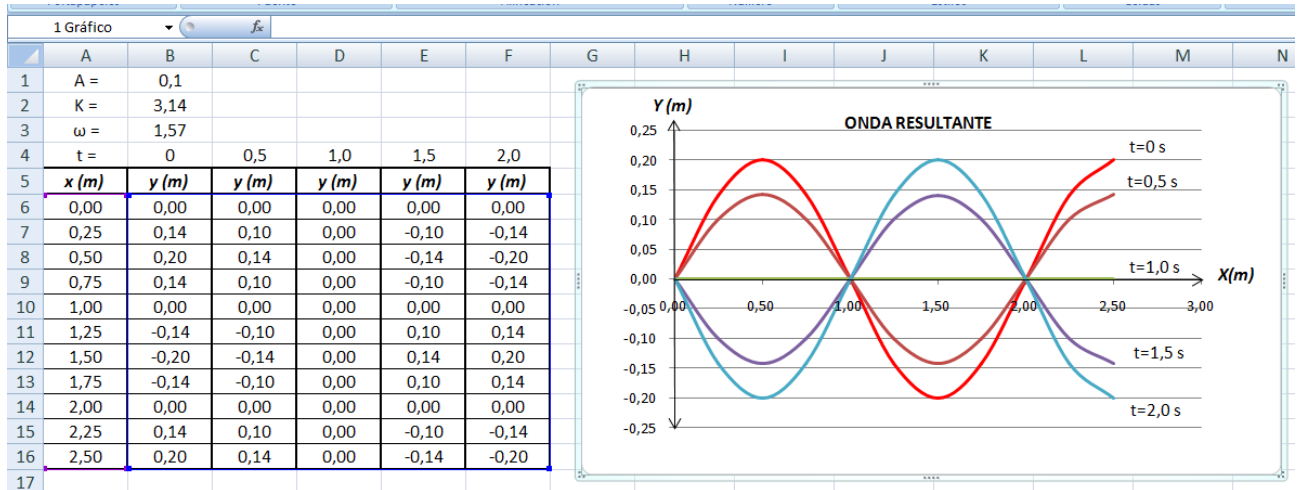 1 Gráfico fx
A B C D E F G H I J K L M N
1 A = 0,1
2 K = 3,14
3 ω = 1,57
4 t = 0 0,5 1,0 1,5 2,0
5 x (m) y (m) y (m) y (m) y (m) y (m)
6 0,00 0,00 0,00 0,00 0,00 0,00
7 0,25 0,14 0,10 0,00 -0,10 -0,14
8 0,50 0,20 0,14 0,00 -0,14 -0,20
9 0,75 0,14 0,10 0,00 -0,10 -0,14
10 1,00 0,00 0,00 0,00 0,00 0,00
11 1,25 -0,14 -0,10 0,00 0,10 0,14
12 1,50 -0,20 -0,14 0,00 0,14 0,20
13 1,75 -0,14 -0,10 0,00 0,10 0,14
14 2,00 0,00 0,00 0,00 0,00 0,00
15 2,25 0,14 0,10 0,00 -0,10 -0,14
16 2,50 0,20 0,14 0,00 -0,14 -0,20
17
Y (m)
ONDA RESULTANTE
0,25
0,20
0,15
0,10
0,05
0,00
-0,05
-0,10
-0,15
-0,20
-0,25
0,00 0,50 1,00 1,50 2,00 2,50 3,00
X(m)
t=0 s
t=0,5 s
t=1,0 s
t=1,5 s
t=2,0 s